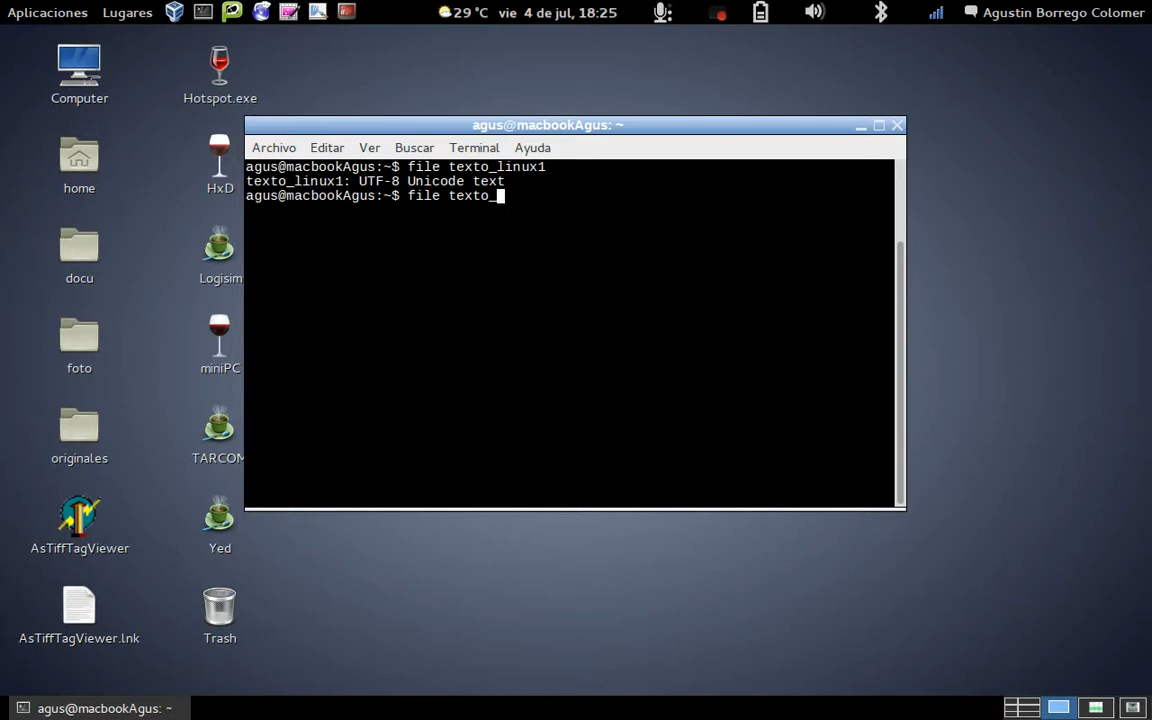 Aplicaciones Lugares 29 °C vie 4 de jul, 18:25 Agustin Borrego Colomer
Computer
Hotspot.exe
home
HxD
docu
Logisim
foto
miniPC
originales
TARCOM
AsTiffTagViewer
Yed
AsTiffTagViewer.lnk
Trash
agus@macbookAgus: ~
Archivo Editar Ver Buscar Terminal Ayuda
agus@macbookAgus:~$ file texto_linux1
texto_linux1: UTF-8 Unicode text
agus@macbookAgus:~$ file texto_
agus@macbookAgus: ~